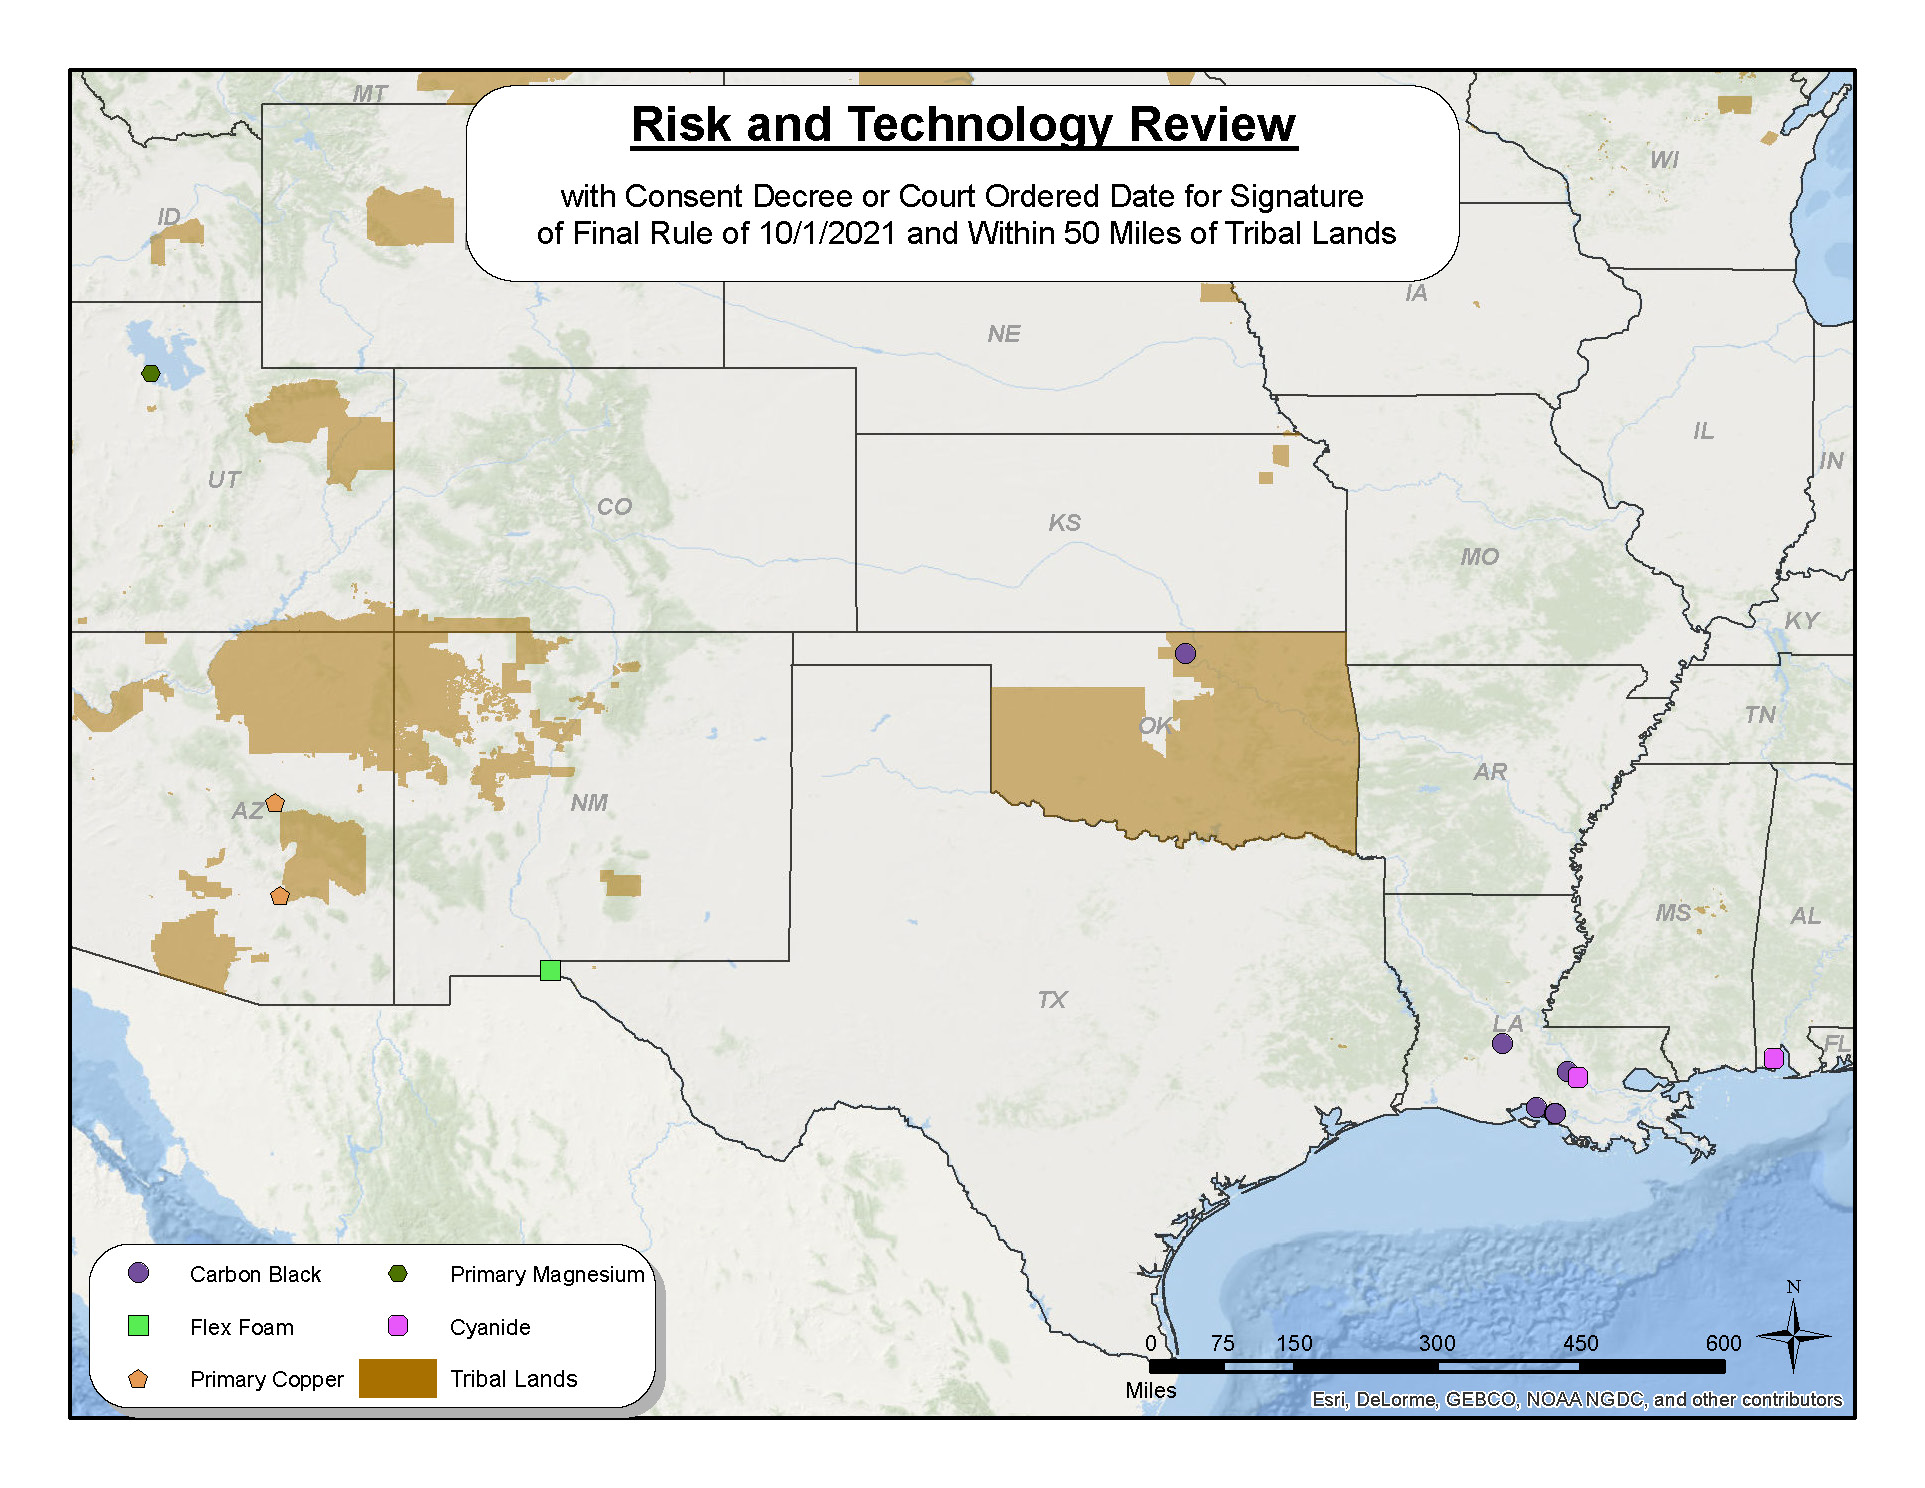 Risk and Technology Review
with Consent Decree or Court Ordered Date for Signature
of Final Rule of 10/1/2021 and Within 50 Miles of Tribal Lands
MT
WI
ID
IA
NE
UT
CO
KS
IL
IN
MO
KY
TN
OK
AR
AZ
NM
MS
AL
TX
LA
FL
Carbon Black
Primary Magnesium
Flex Foam
Cyanide
Primary Copper
Tribal Lands
N
0 75 150 300 450 600
Miles
Esri, DeLorme, GEBCO, NOAA NGDC, and other contributors